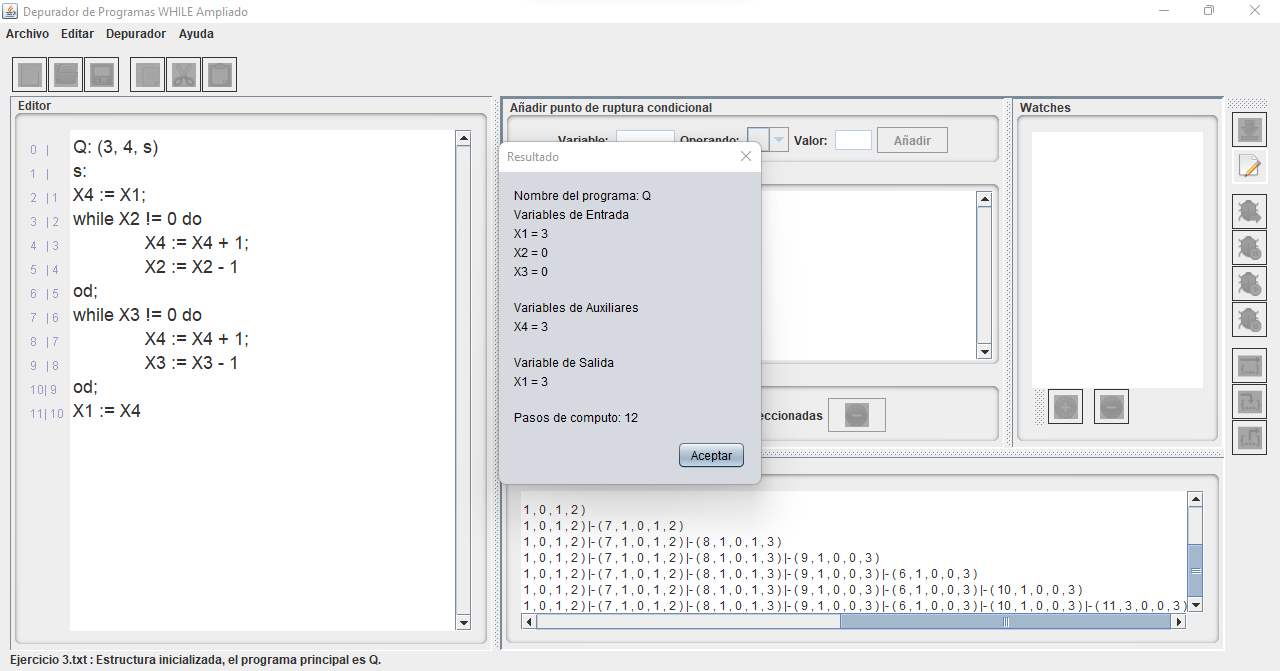 Depurador de Programas WHILE Ampliado
Archivo Editar Depurador Ayuda
Editor
0 | Q: (3, 4, s)
1 | s:
2 |1 X4 := X1;
3 |2 while X2 != 0 do
4 |3 X4 := X4 + 1;
5 |4 X2 := X2 - 1
6 |5 od;
7 |6 while X3 != 0 do
8 |7 X4 := X4 + 1;
9 |8 X3 := X3 - 1
10|9 od;
11|10 X1 := X4
Añadir punto de ruptura condicional
Variable: Operando: Valor: Añadir
Resultado
Nombre del programa: Q
Variables de Entrada
X1 = 3
X2 = 0
X3 = 0
Variables de Auxiliares
X4 = 3
Variable de Salida
X1 = 3
Pasos de computo: 12
Aceptar
eccionadas
Watches
1,0,1,2)
1,0,1,2)|-(7,1,0,1,2)
1,0,1,2)|-(7,1,0,1,2)|-(8,1,0,1,3)
1,0,1,2)|-(7,1,0,1,2)|-(8,1,0,1,3)|-(9,1,0,0,3)
1,0,1,2)|-(7,1,0,1,2)|-(8,1,0,1,3)|-(9,1,0,0,3)|-(6,1,0,0,3)
1,0,1,2)|-(7,1,0,1,2)|-(8,1,0,1,3)|-(9,1,0,0,3)|-(6,1,0,0,3)|-(10,1,0,0,3)
1,0,1,2)|-(7,1,0,1,2)|-(8,1,0,1,3)|-(9,1,0,0,3)|-(6,1,0,0,3)|-(10,1,0,0,3)|-(11,3,0,0,3)
Ejercicio 3.txt : Estructura inicializada, el programa principal es Q.